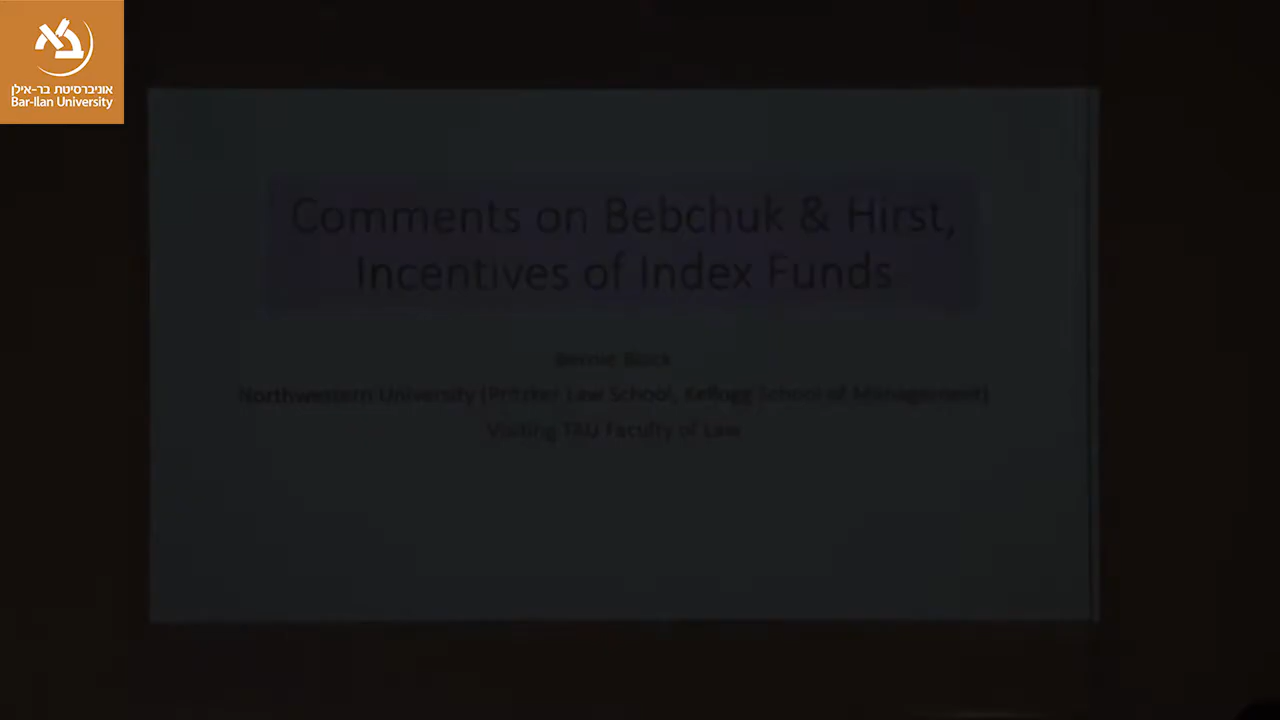 אוניברסיטת בר-אילן
Bar-Ilan University
Comments on Bebchuk & Hirst,
Incentives of Index Funds
Bernie Black
Northwestern University (Pritzker Law School, Kellogg School of Management)
Visiting TAU Faculty of Law